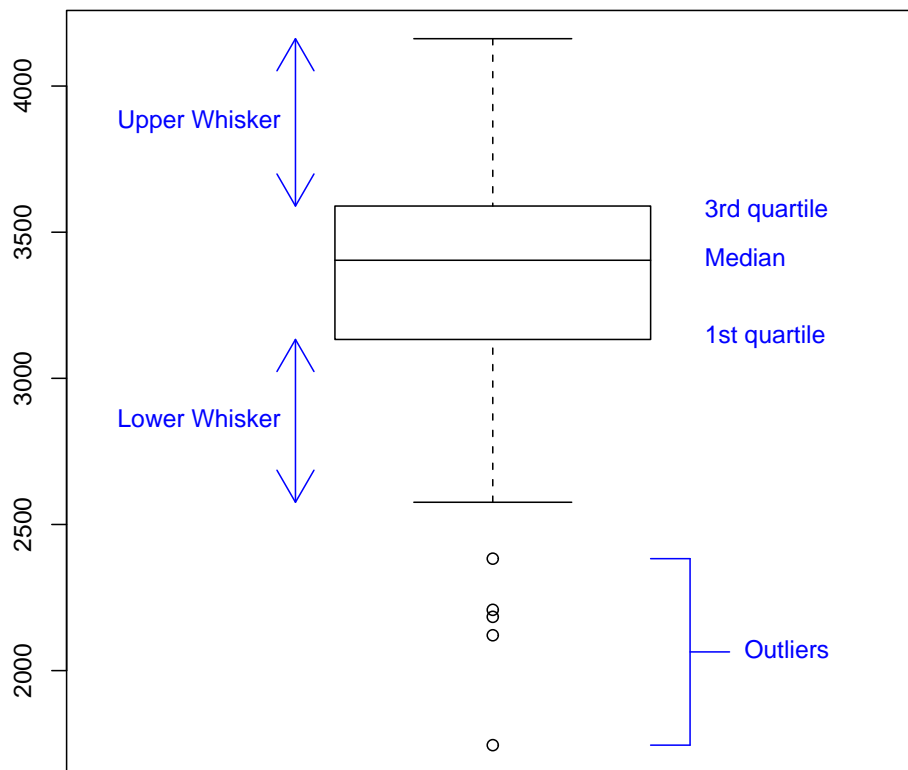 4000
3500
3000
2500
2000
Upper Whisker
3rd quartile
Median
1st quartile
Lower Whisker
Outliers